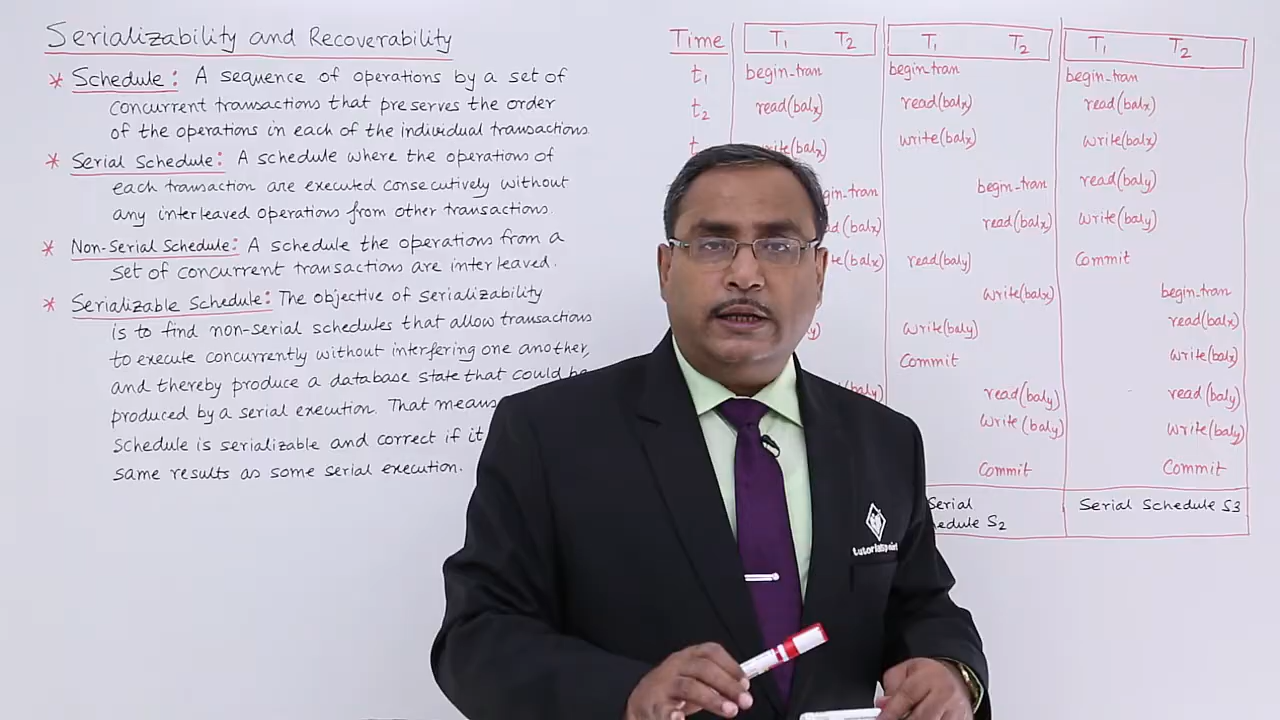 Serializability and Recoverability
* Schedule: A sequence of operations by a set of
concurrent transactions that preserves the order
of the operations in each of the individual transactions.
* Serial Schedule: A schedule where the operations of
each transaction are executed consecutively without
any interleaved operations from other transactions.
* Non-Serial Schedule: A schedule the operations from a
set of concurrent transactions are interleaved.
* Serializable Schedule: The objective of serializability
is to find non-serial schedules that allow transactions
to execute concurrently without interfering one another,
and thereby produce a database state that could be
produced by a serial execution. That means
Schedule is serializable and correct if it
same results as some serial execution.
Time T1 T2 T1 T2 T1 T2
t1 begin-tran begin-tran begin-tran
t2 read(balx) read(balx) read(balx)
write(balx) write(balx) write(balx)
begin-tran read(baly)
read(balx) write(baly)
read(baly) Commit
write(balx) begin-tran
write(baly) read(balx)
Commit write(balx)
read(baly) read(baly)
write(baly) write(baly)
Commit Commit
Serial Serial Schedule S3
S2
tutorialspoint